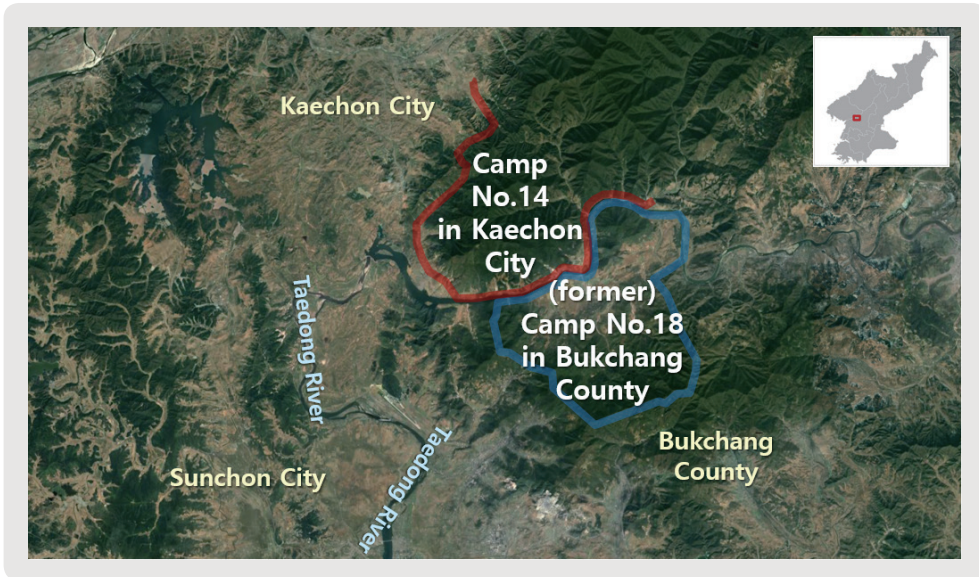 Kaechon City
Camp
No.14
in Kaechon
City
(former)
Camp No.18
in Bukchang
County
Taedong River
Taedong River
Bukchang
County
Sunchon City